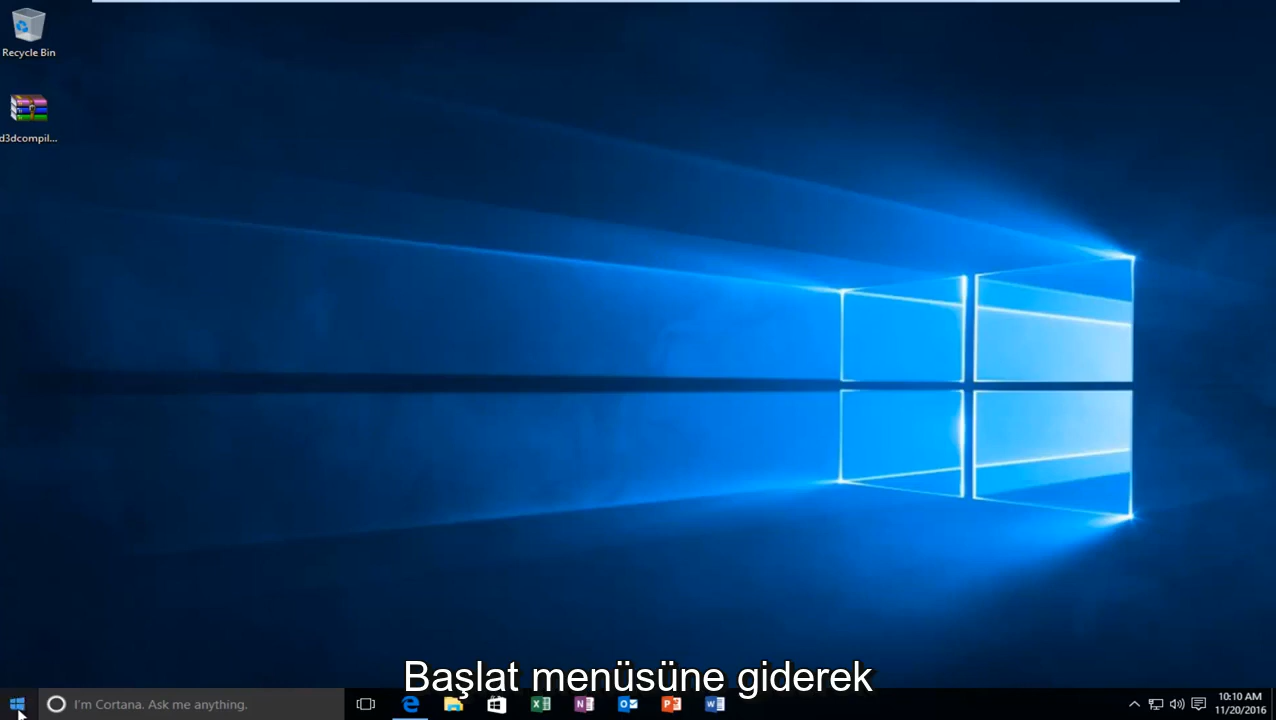 Recycle Bin
d3dcompil...
Başlat menüsüne giderek
I'm Cortana. Ask me anything.
10:10 AM
11/20/2016